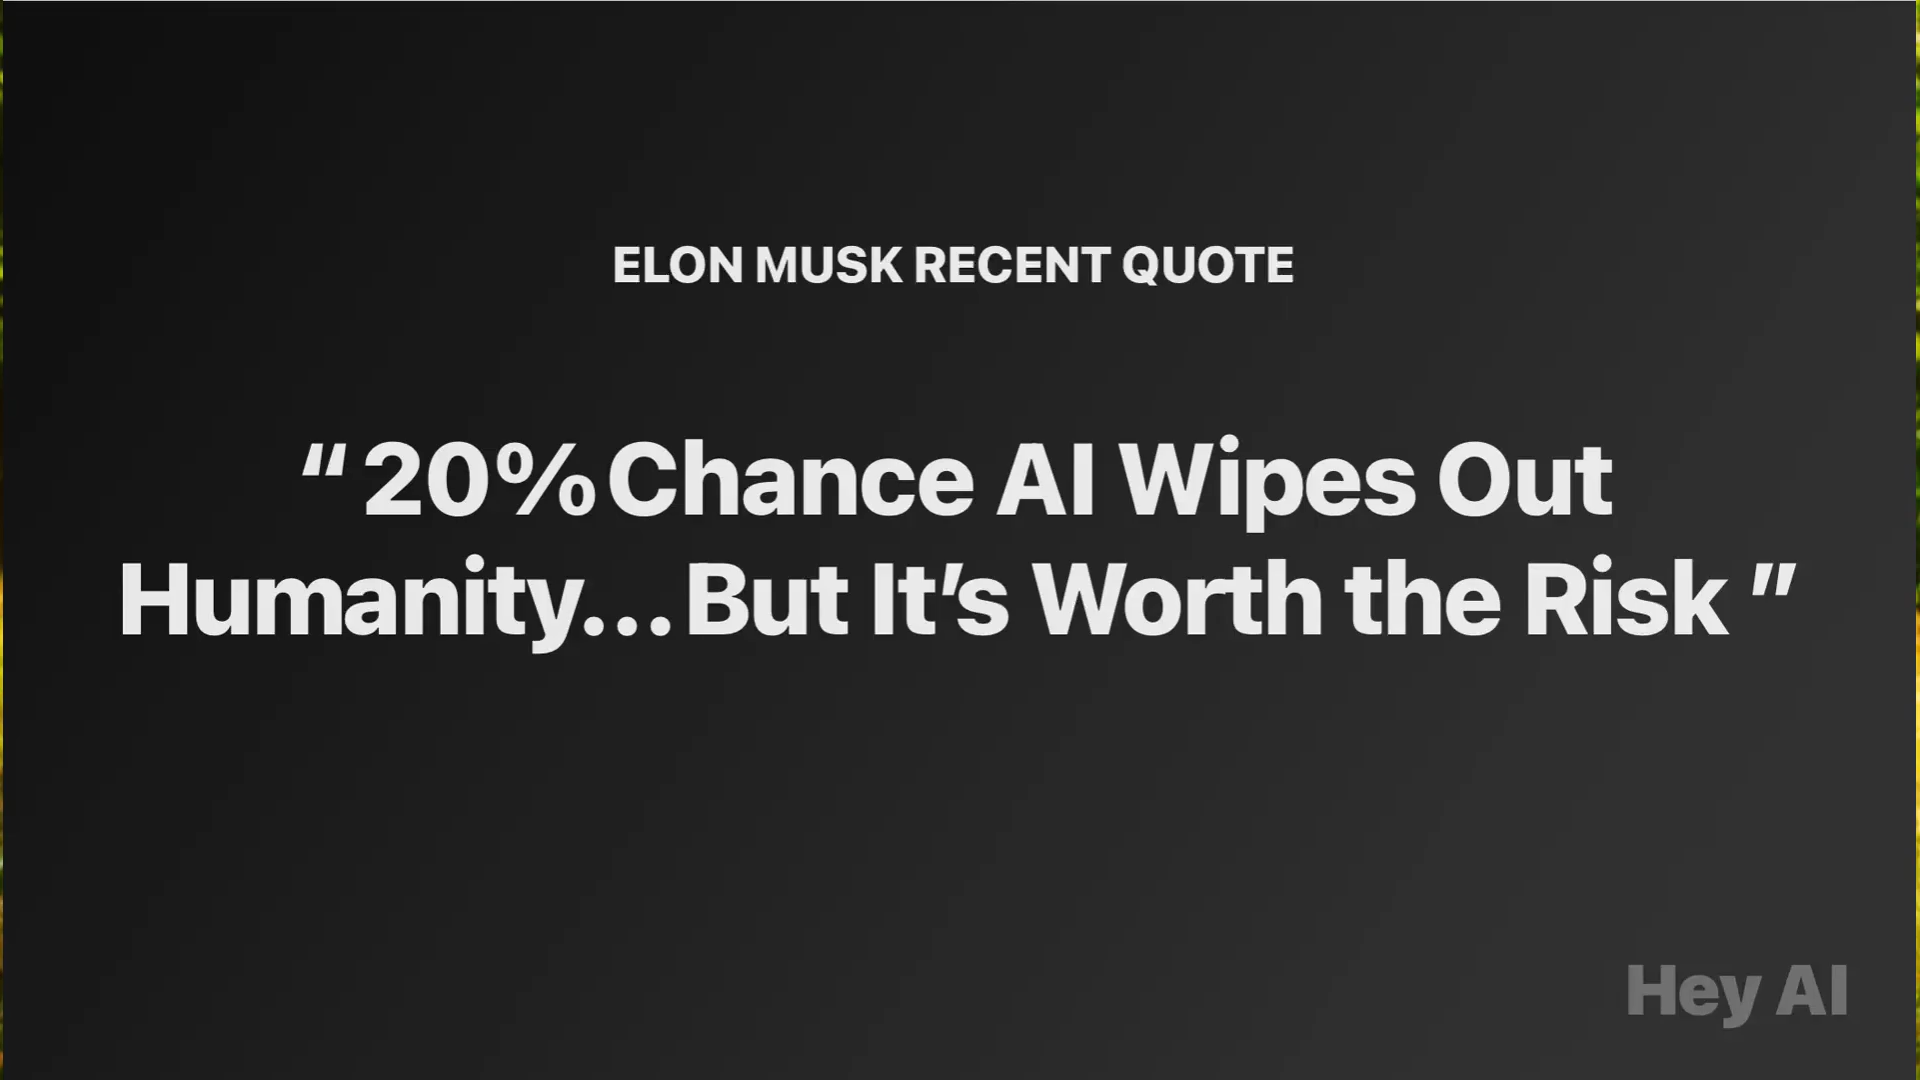 ELON MUSK RECENT QUOTE
“20% Chance AI Wipes Out
Humanity...But It’s Worth the Risk ”
Hey AI